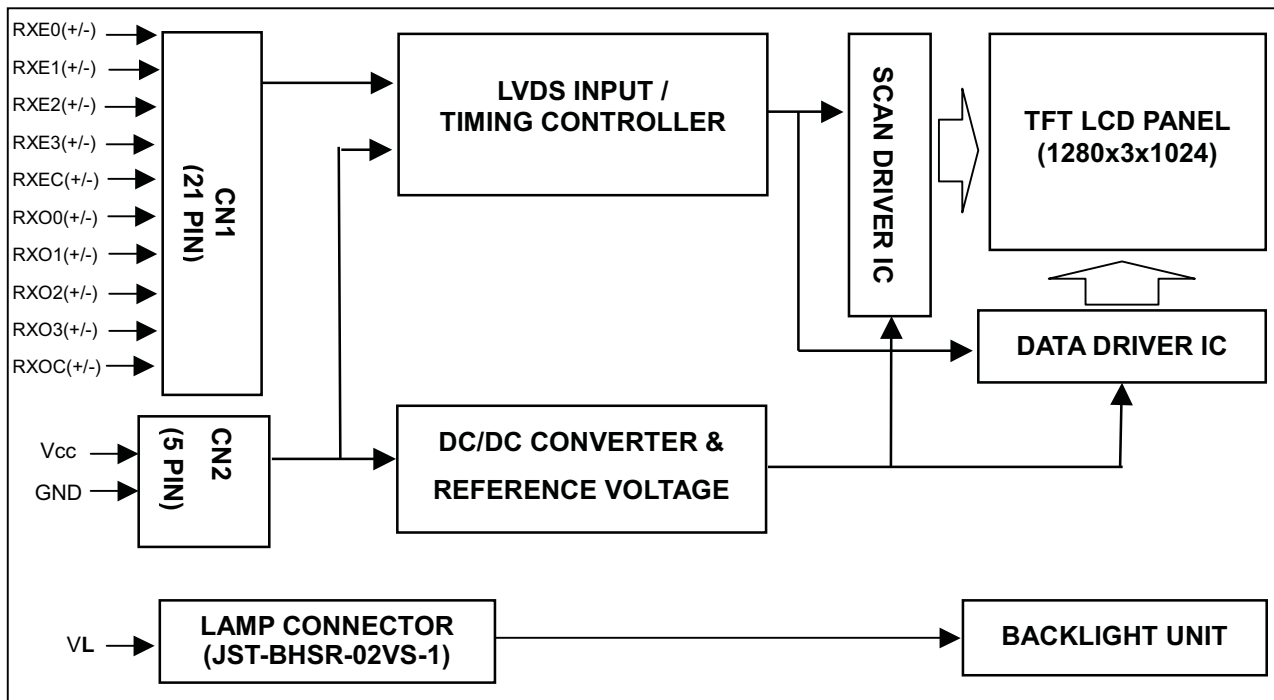 RXE0(+/-)
RXE1(+/-)
RXE2(+/-)
RXE3(+/-)
RXEC(+/-)
RXO0(+/-)
RXO1(+/-)
RXO2(+/-)
RXO3(+/-)
RXOC(+/-)
CN1
(21 PIN)
LVDS INPUT /
TIMING CONTROLLER
SCAN DRIVER IC
TFT LCD PANEL
(1280x3x1024)
DATA DRIVER IC
Vcc
GND
CN2
(5 PIN)
DC/DC CONVERTER &
REFERENCE VOLTAGE
VL
LAMP CONNECTOR
(JST-BHSR-02VS-1)
BACKLIGHT UNIT